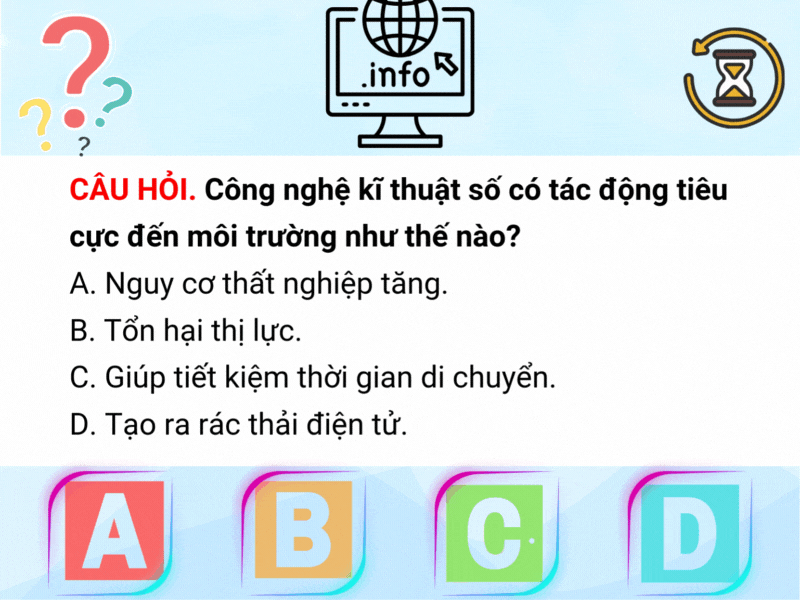 .info
CÂU HỎI. Công nghệ kĩ thuật số có tác động tiêu
cực đến môi trường như thế nào?
A. Nguy cơ thất nghiệp tăng.
B. Tổn hại thị lực.
C. Giúp tiết kiệm thời gian di chuyển.
D. Tạo ra rác thải điện tử.
A B C D